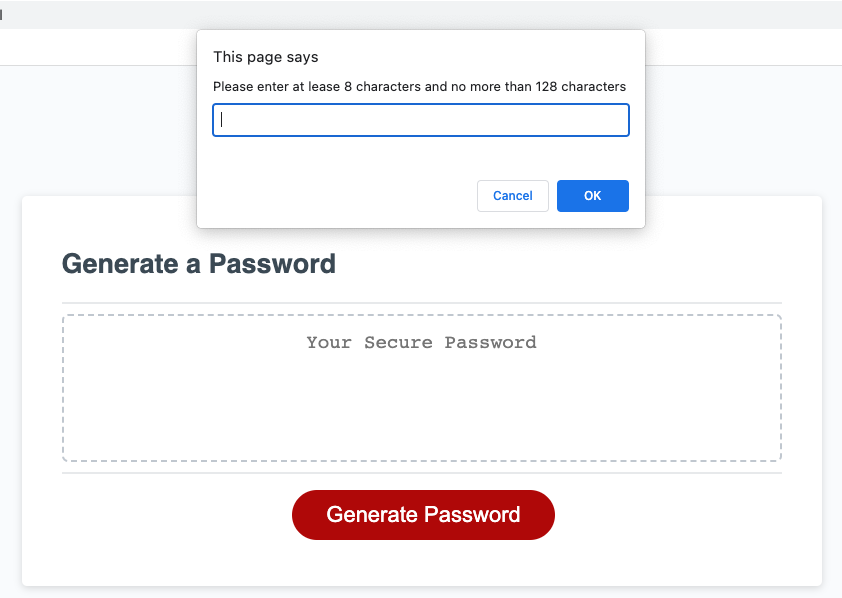 This page says
Please enter at lease 8 characters and no more than 128 characters
Cancel
OK
Generate a Password
Your Secure Password
Generate Password